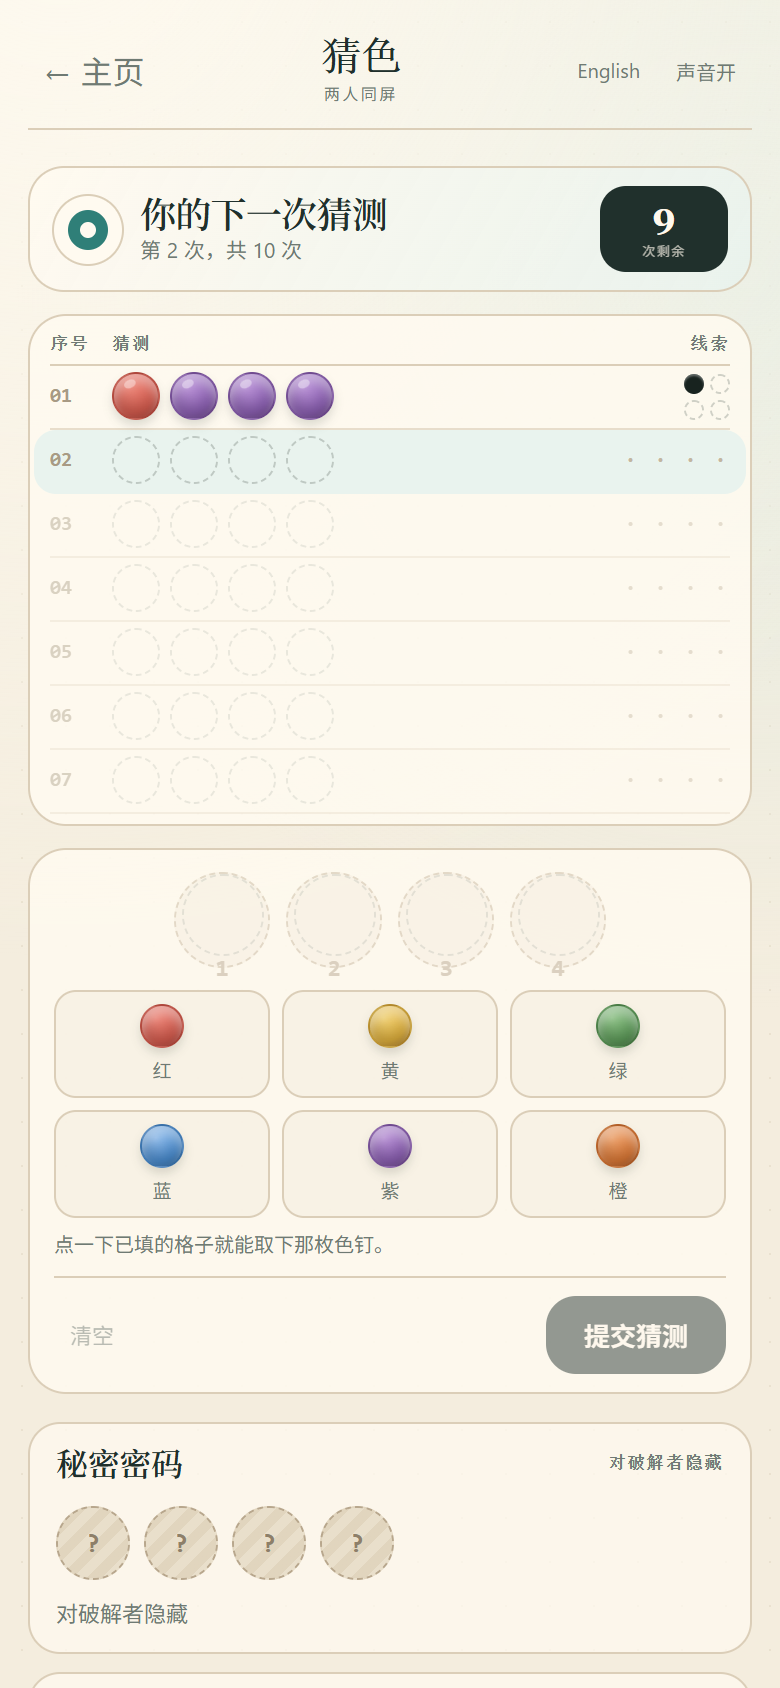 ← 主页
猜色
两人同屏
English
声音开
你的下一次猜测
第 2 次，共 10 次
9
次剩余
序号 猜测 线索
01
02
03
04
05
06
07
1 2 3 4
红 黄 绿
蓝 紫 橙
点一下已填的格子就能取下那枚色钉。
清空 提交猜测
秘密密码 对破解者隐藏
? ? ? ?
对破解者隐藏